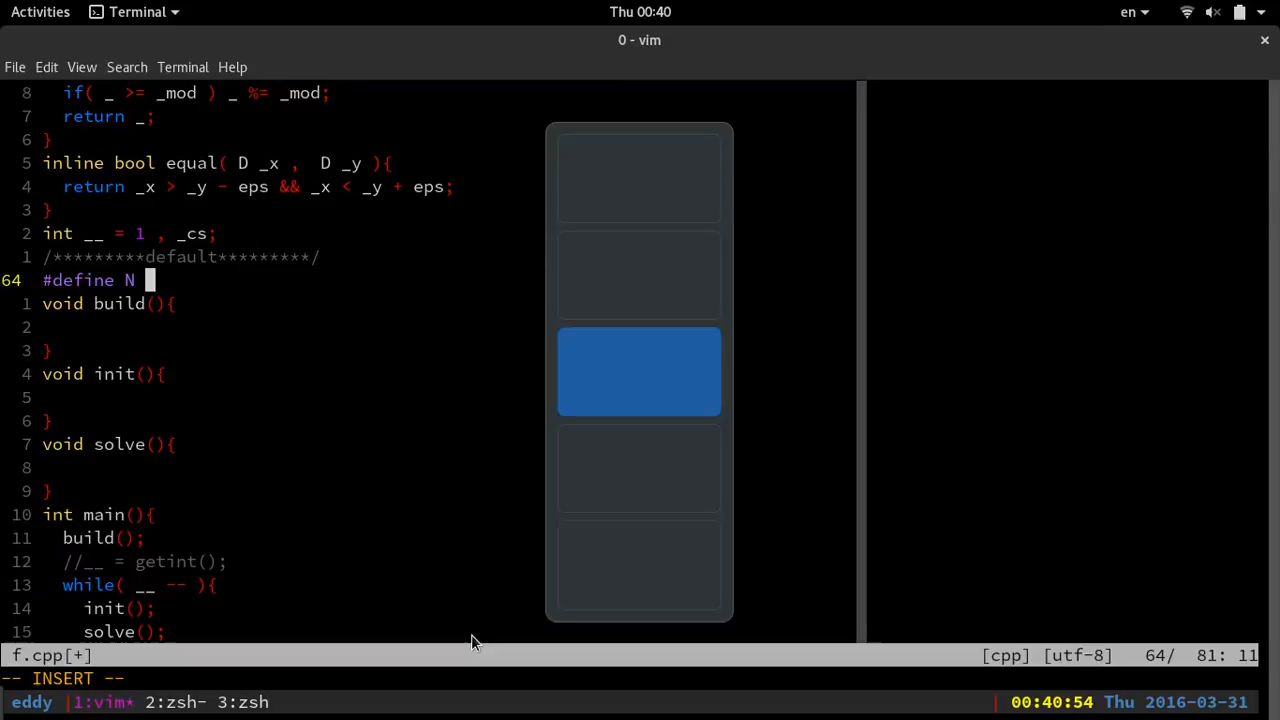 Activities Terminal Thu 00:40 en
0 - vim ×
File Edit View Search Terminal Help
8 if( _ >= _mod ) _ %= _mod;
7 return _;
6 }
5 inline bool equal( D _x , D _y ){
4 return _x > _y - eps && _x < _y + eps;
3 }
2 int __ = 1 , _cs;
1 /*********default*********/
64 #define N
1 void build(){
2
3 }
4 void init(){
5
6 }
7 void solve(){
8
9 }
10 int main(){
11 build();
12 //__ = getint();
13 while( __ -- ){
14 init();
15 solve();
f.cpp[+] [cpp] [utf-8] 64/ 81: 11
-- INSERT --
eddy |1:vim* 2:zsh- 3:zsh | 00:40:54 Thu 2016-03-31